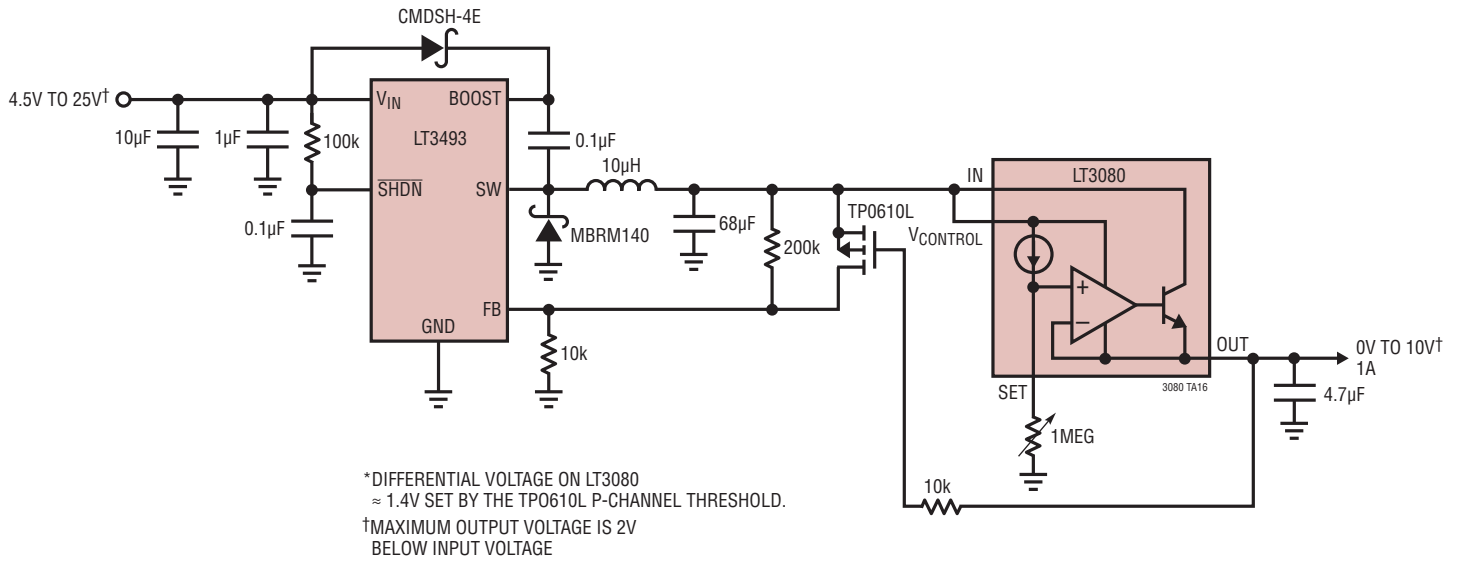 CMDSH-4E
4.5V TO 25V†
VIN
BOOST
10µF
1µF
100k
LT3493
0.1µF
10µH
SHDN
SW
IN
LT3080
0.1µF
MBRM140
68µF
200k
TP0610L
VCONTROL
+
–
FB
GND
10k
OUT
0V TO 10V†
1A
3080 TA16
SET
4.7µF
1MEG
10k
*DIFFERENTIAL VOLTAGE ON LT3080
≈ 1.4V SET BY THE TP0610L P-CHANNEL THRESHOLD.
†MAXIMUM OUTPUT VOLTAGE IS 2V
BELOW INPUT VOLTAGE